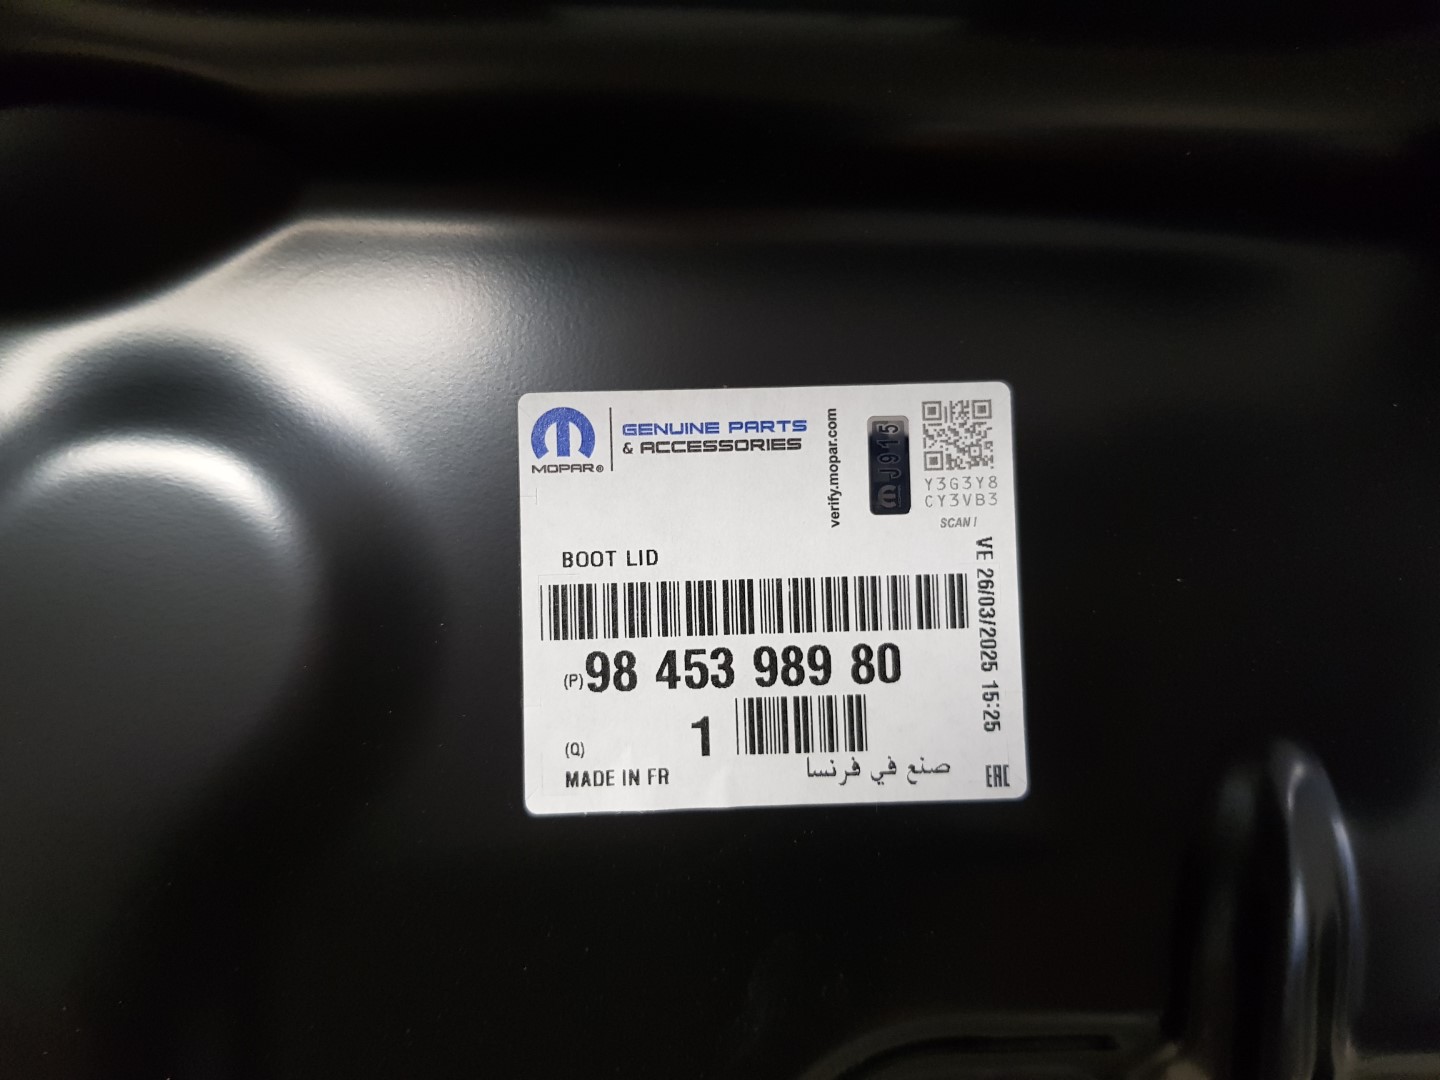 MOPAR®
GENUINE PARTS
& ACCESSORIES
verify.mopar.com
J915
Y3G3Y8
CY3VB3
SCAN!
BOOT LID
VE 26/03/2025 15:25
(P) 98 453 989 80
(Q) 1
MADE IN FR
صنع في فرنسا
EAC